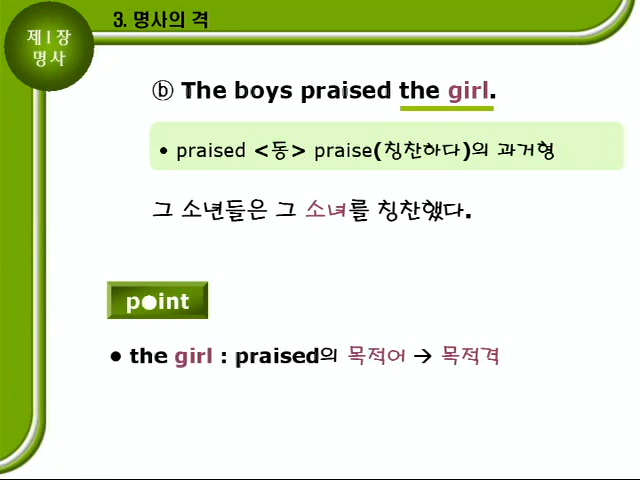 제1장
명사
3. 명사의 격
ⓑ The boys praised the girl.
• praised <동> praise(칭찬하다)의 과거형
그 소년들은 그 소녀를 칭찬했다.
point
• the girl : praised의 목적어 → 목적격